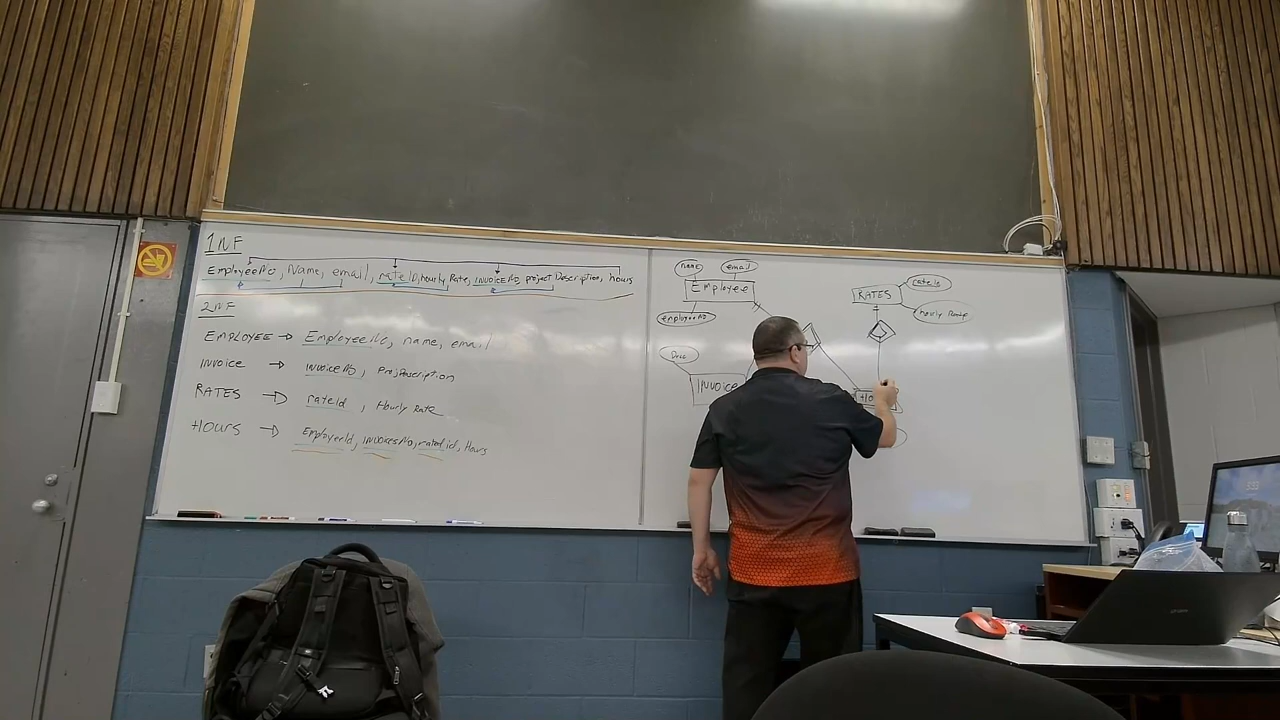 1NF
EmployeeNo, Name, email, rateID, hourly Rate, InvoiceNo, project Description, hours
2NF
EMPLOYEE → EmployeeNo, name, email
Invoice → invoiceNo, ProjDescription
RATES → rateId, Hourly Rate
Hours → EmployeeId, invoiceNo, rateid, Hours
name
email
Employee
employeeNo
Desc
Invoice
RATES
rateId
hourly Rate